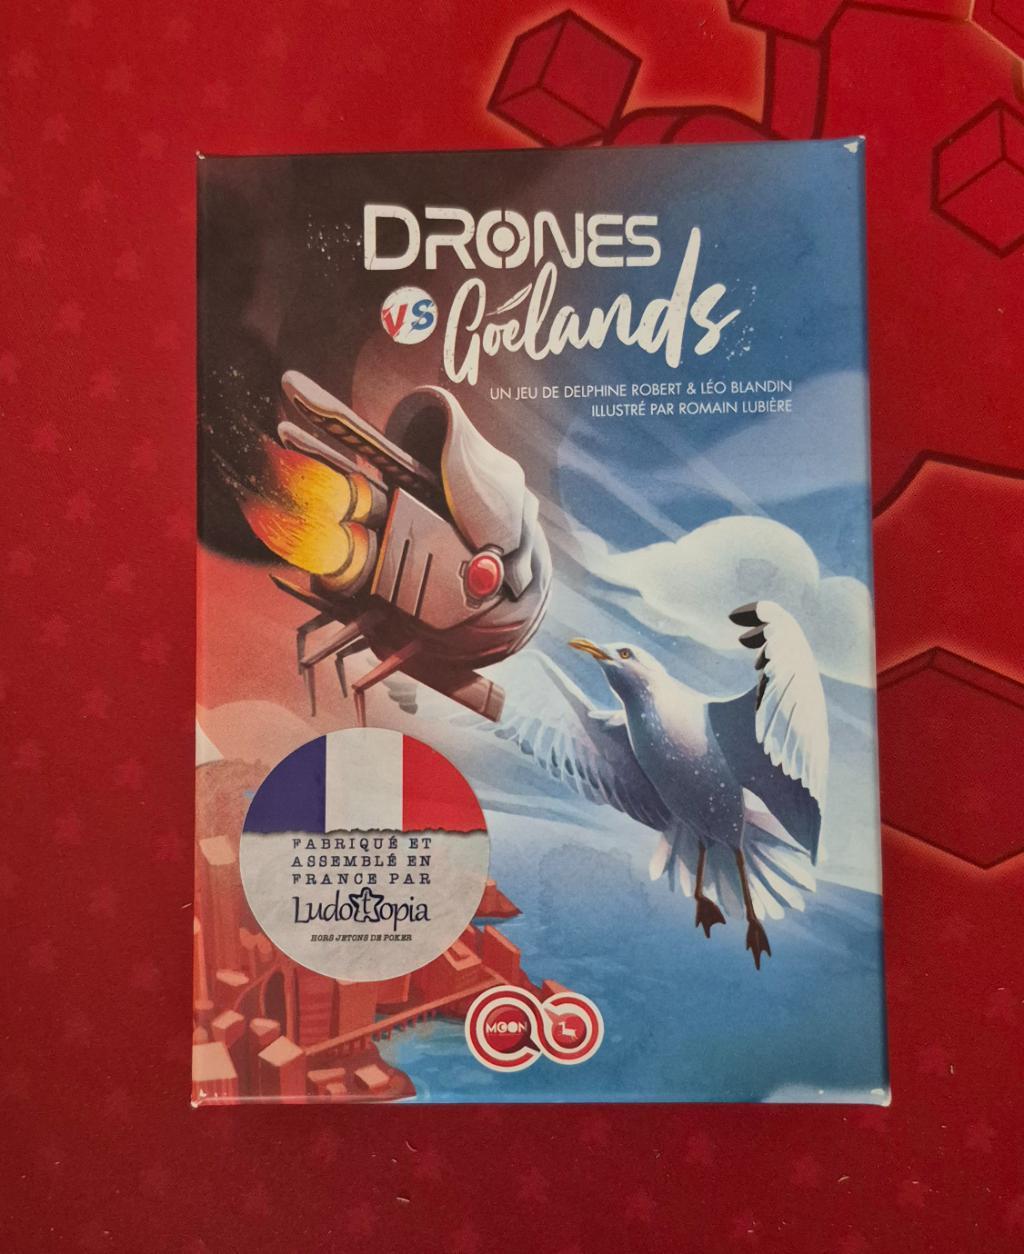 DRONES
VS Goélands
UN JEU DE DELPHINE ROBERT & LÉO BLANDIN
ILLUSTRÉ PAR ROMAIN LUBIÈRE
FABRIQUÉ ET
ASSEMBLÉ EN
FRANCE PAR
Ludotopia
HORS JETONS DE POKER
MOON